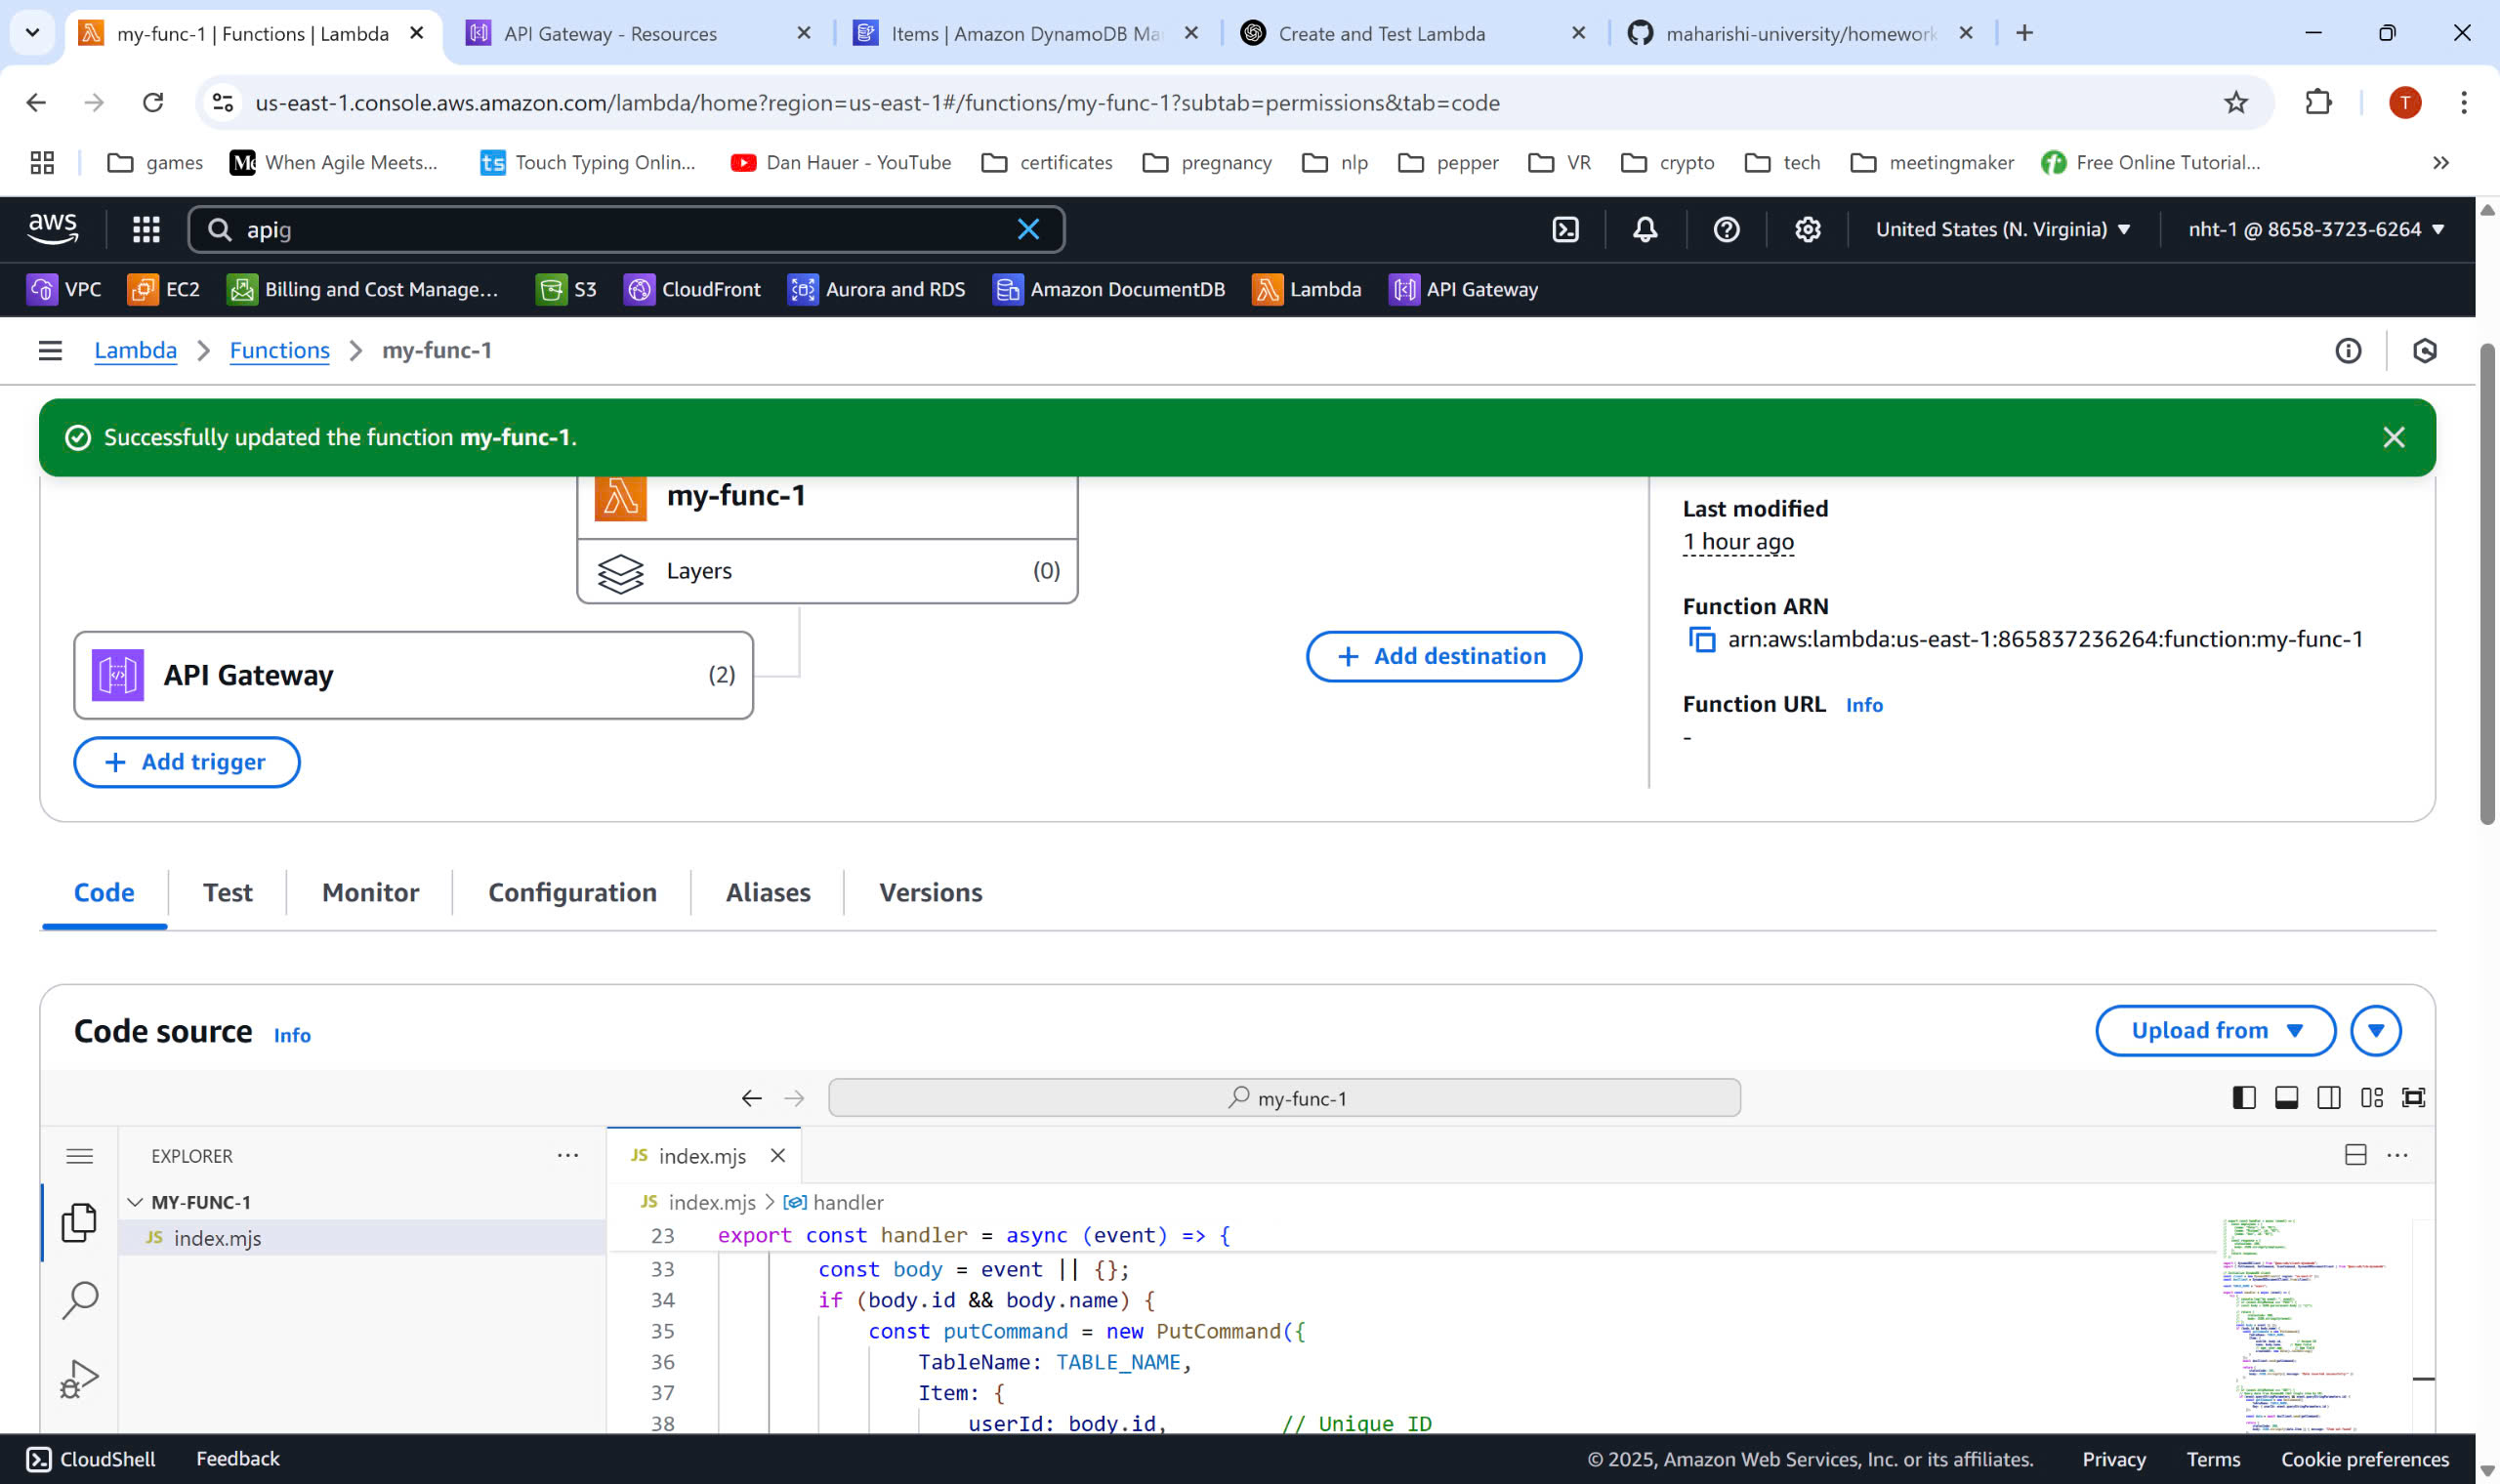 my-func-1 | Functions | Lambda
API Gateway - Resources
Items | Amazon DynamoDB Ma
Create and Test Lambda
maharishi-university/homework
us-east-1.console.aws.amazon.com/lambda/home?region=us-east-1#/functions/my-func-1?subtab=permissions&tab=code
T
games
When Agile Meets...
Touch Typing Onlin...
Dan Hauer - YouTube
certificates
pregnancy
nlp
pepper
VR
crypto
tech
meetingmaker
Free Online Tutorial...
aws
apig
United States (N. Virginia)
nht-1 @ 8658-3723-6264
VPC
EC2
Billing and Cost Manage...
S3
CloudFront
Aurora and RDS
Amazon DocumentDB
Lambda
API Gateway
Lambda > Functions > my-func-1
Successfully updated the function my-func-1.
my-func-1
Layers (0)
API Gateway (2)
+ Add trigger
+ Add destination
Last modified
1 hour ago
Function ARN
arn:aws:lambda:us-east-1:865837236264:function:my-func-1
Function URL Info
-
Code
Test
Monitor
Configuration
Aliases
Versions
Code source Info
Upload from
my-func-1
EXPLORER
MY-FUNC-1
JS index.mjs
JS index.mjs
JS index.mjs > handler
23 export const handler = async (event) => {
33 const body = event || {};
34 if (body.id && body.name) {
35 const putCommand = new PutCommand({
36 TableName: TABLE_NAME,
37 Item: {
38 userId: body.id, // Unique ID
CloudShell
Feedback
© 2025, Amazon Web Services, Inc. or its affiliates.
Privacy
Terms
Cookie preferences